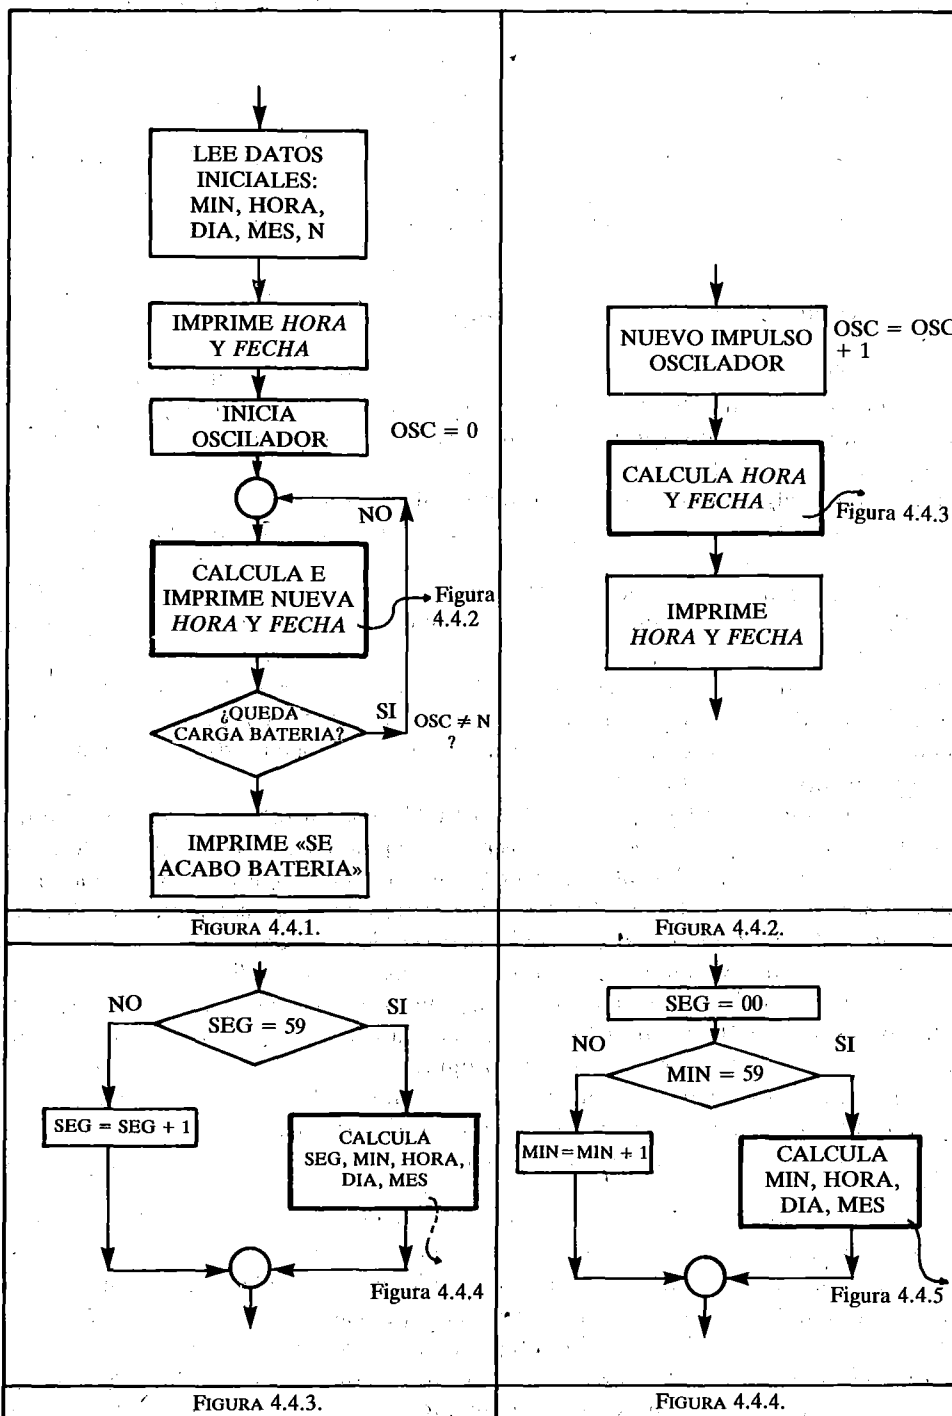 LEE DATOS
INICIALES:
MIN, HORA,
DIA, MES, N
IMPRIME HORA
Y FECHA
INICIA
OSCILADOR
OSC = 0
NO
CALCULA E
IMPRIME NUEVA
HORA Y FECHA
Figura
4.4.2
¿QUEDA
CARGA BATERIA?
SI
OSC ≠ N
?
IMPRIME «SE
ACABO BATERIA»
FIGURA 4.4.1.
NUEVO IMPULSO
OSCILADOR
OSC = OSC
+ 1
CALCULA HORA
Y FECHA
Figura 4.4.3
IMPRIME
HORA Y FECHA
FIGURA 4.4.2.
NO
SI
SEG = 59
SEG = SEG + 1
CALCULA
SEG, MIN, HORA,
DIA, MES
Figura 4.4.4
FIGURA 4.4.3.
SEG = 00
NO
SI
MIN = 59
MIN = MIN + 1
CALCULA
MIN, HORA,
DIA, MES
Figura 4.4.5
FIGURA 4.4.4.